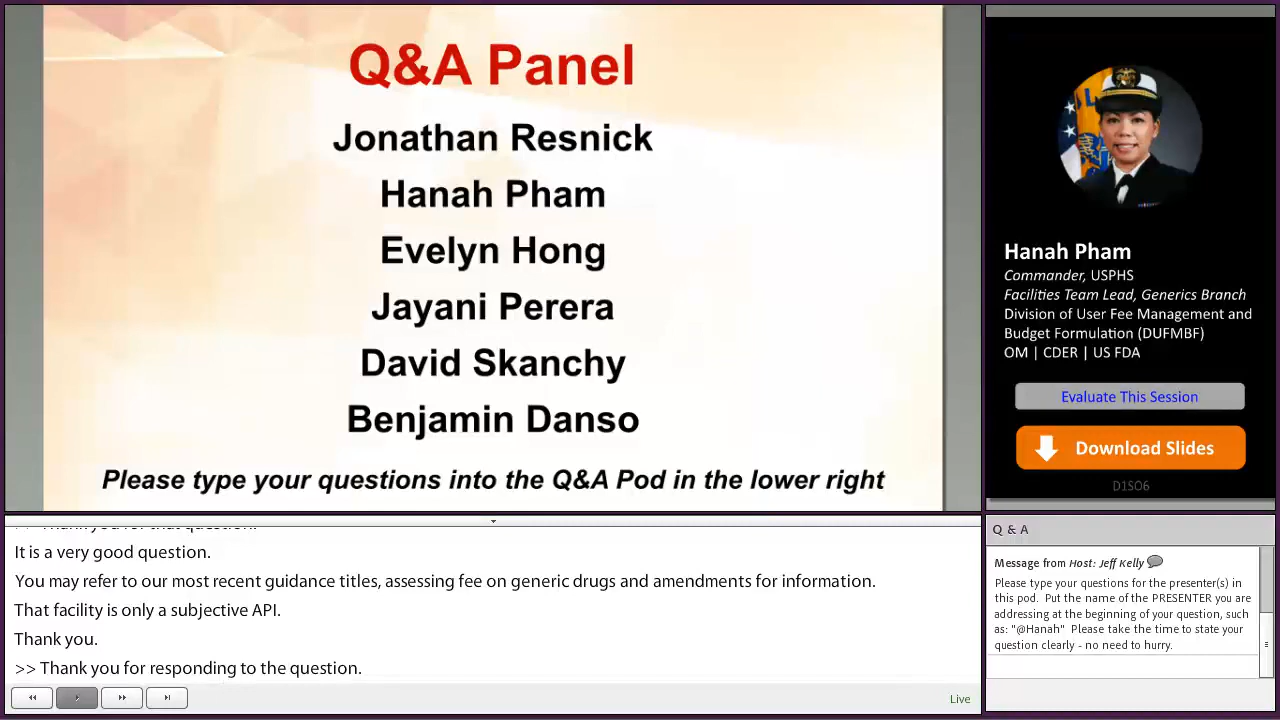 Q&A Panel
Jonathan Resnick
Hanah Pham
Evelyn Hong
Jayani Perera
David Skanchy
Benjamin Danso
Please type your questions into the Q&A Pod in the lower right
Hanah Pham
Commander, USPHS
Facilities Team Lead, Generics Branch
Division of User Fee Management and
Budget Formulation (DUFMBF)
OM | CDER | US FDA
Evaluate This Session
Download Slides
D1S06
>> Thank you for that question.
It is a very good question.
You may refer to our most recent guidance titles, assessing fee on generic drugs and amendments for information.
That facility is only a subjective API.
Thank you.
>> Thank you for responding to the question.
Live
Q & A
Message from Host: Jeff Kelly
Please type your questions for the presenter(s) in
this pod. Put the name of the PRESENTER you are
addressing at the beginning of your question, such
as: "@Hanah" Please take the time to state your
question clearly - no need to hurry.